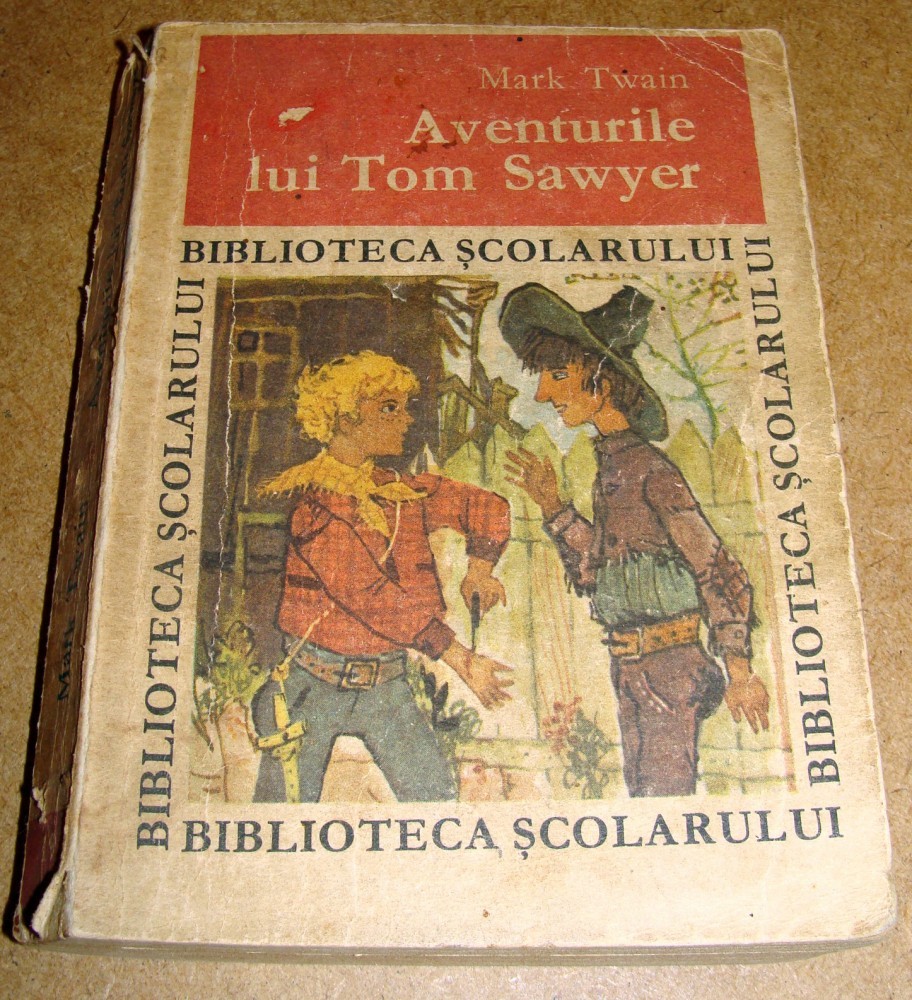 Mark Twain
Aventurile
lui Tom Sawyer
BIBLIOTECA ȘCOLARULUI
BIBLIOTECA ȘCOLARULUI
BIBLIOTECA ȘCOLARULUI
BIBLIOTECA ȘCOLARULUI
Mark Twain